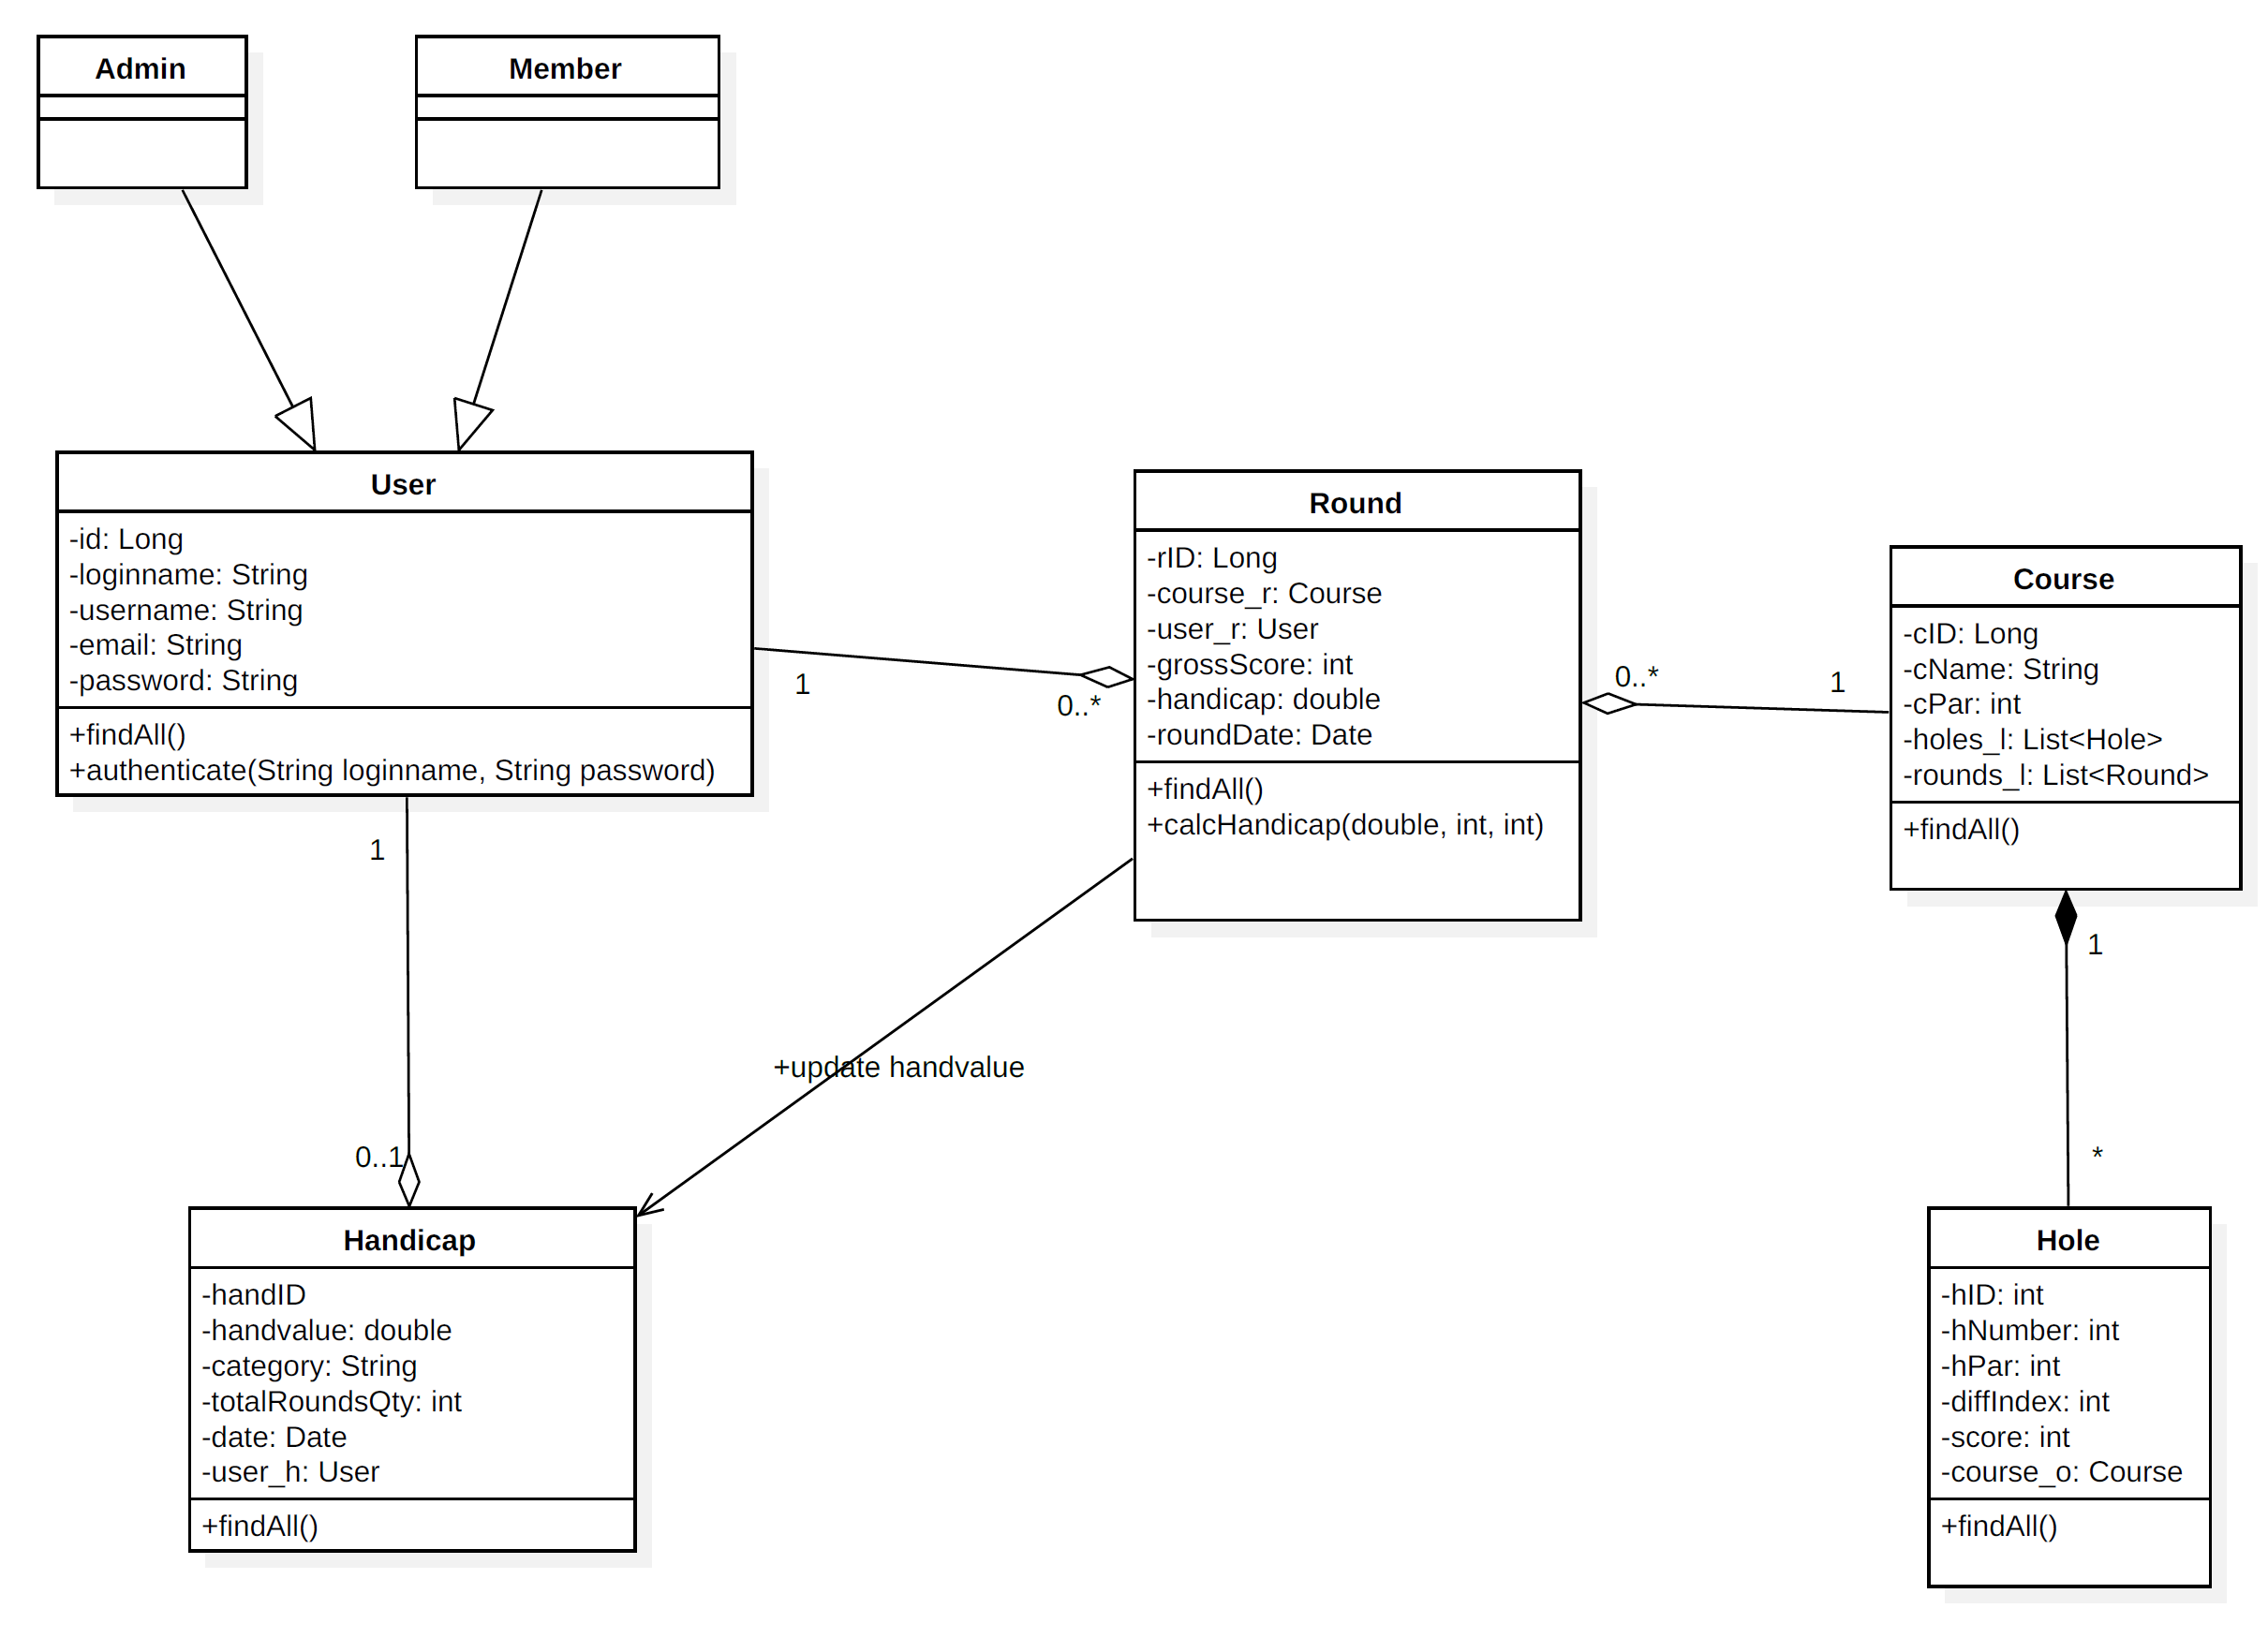 Admin
Member
User
-id: Long
-loginname: String
-username: String
-email: String
-password: String
+findAll()
+authenticate(String loginname, String password)
1
0..*
Round
-rID: Long
-course_r: Course
-user_r: User
-grossScore: int
-handicap: double
-roundDate: Date
+findAll()
+calcHandicap(double, int, int)
0..*
1
Course
-cID: Long
-cName: String
-cPar: int
-holes_l: List<Hole>
-rounds_l: List<Round>
+findAll()
1
0..1
+update handvalue
1
*
Handicap
-handID
-handvalue: double
-category: String
-totalRoundsQty: int
-date: Date
-user_h: User
+findAll()
Hole
-hID: int
-hNumber: int
-hPar: int
-diffIndex: int
-score: int
-course_o: Course
+findAll()